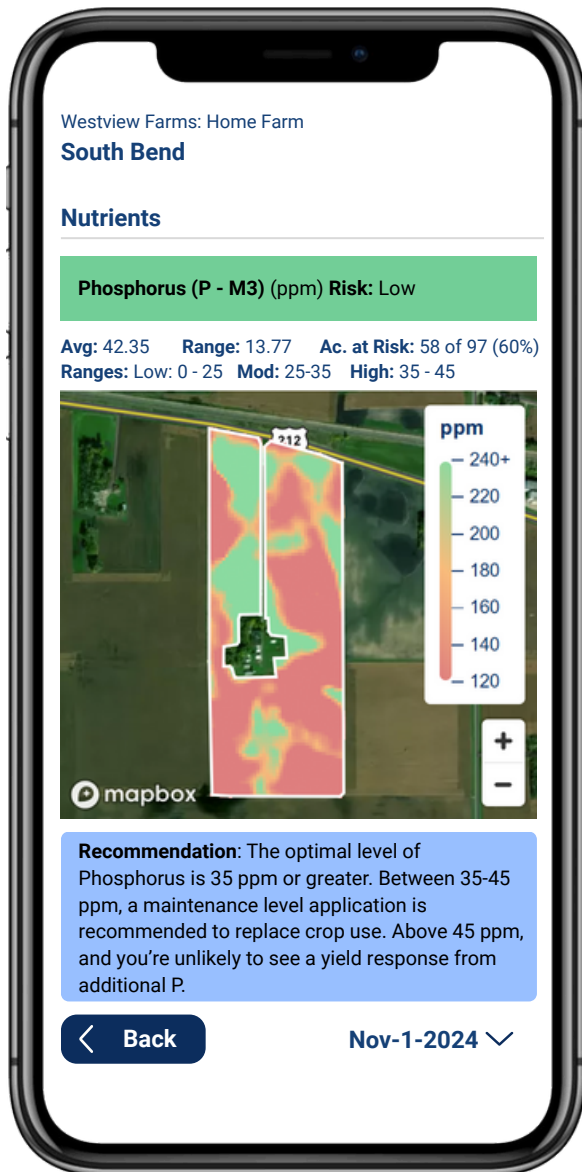 Westview Farms: Home Farm
South Bend
Nutrients
Phosphorus (P - M3) (ppm) Risk: Low
Avg: 42.35 Range: 13.77 Ac. at Risk: 58 of 97 (60%)
Ranges: Low: 0 - 25 Mod: 25-35 High: 35 - 45
212
ppm
240+
220
200
180
160
140
120
+
−
mapbox
Recommendation: The optimal level of
Phosphorus is 35 ppm or greater. Between 35-45
ppm, a maintenance level application is
recommended to replace crop use. Above 45 ppm,
and you’re unlikely to see a yield response from
additional P.
Back
Nov-1-2024